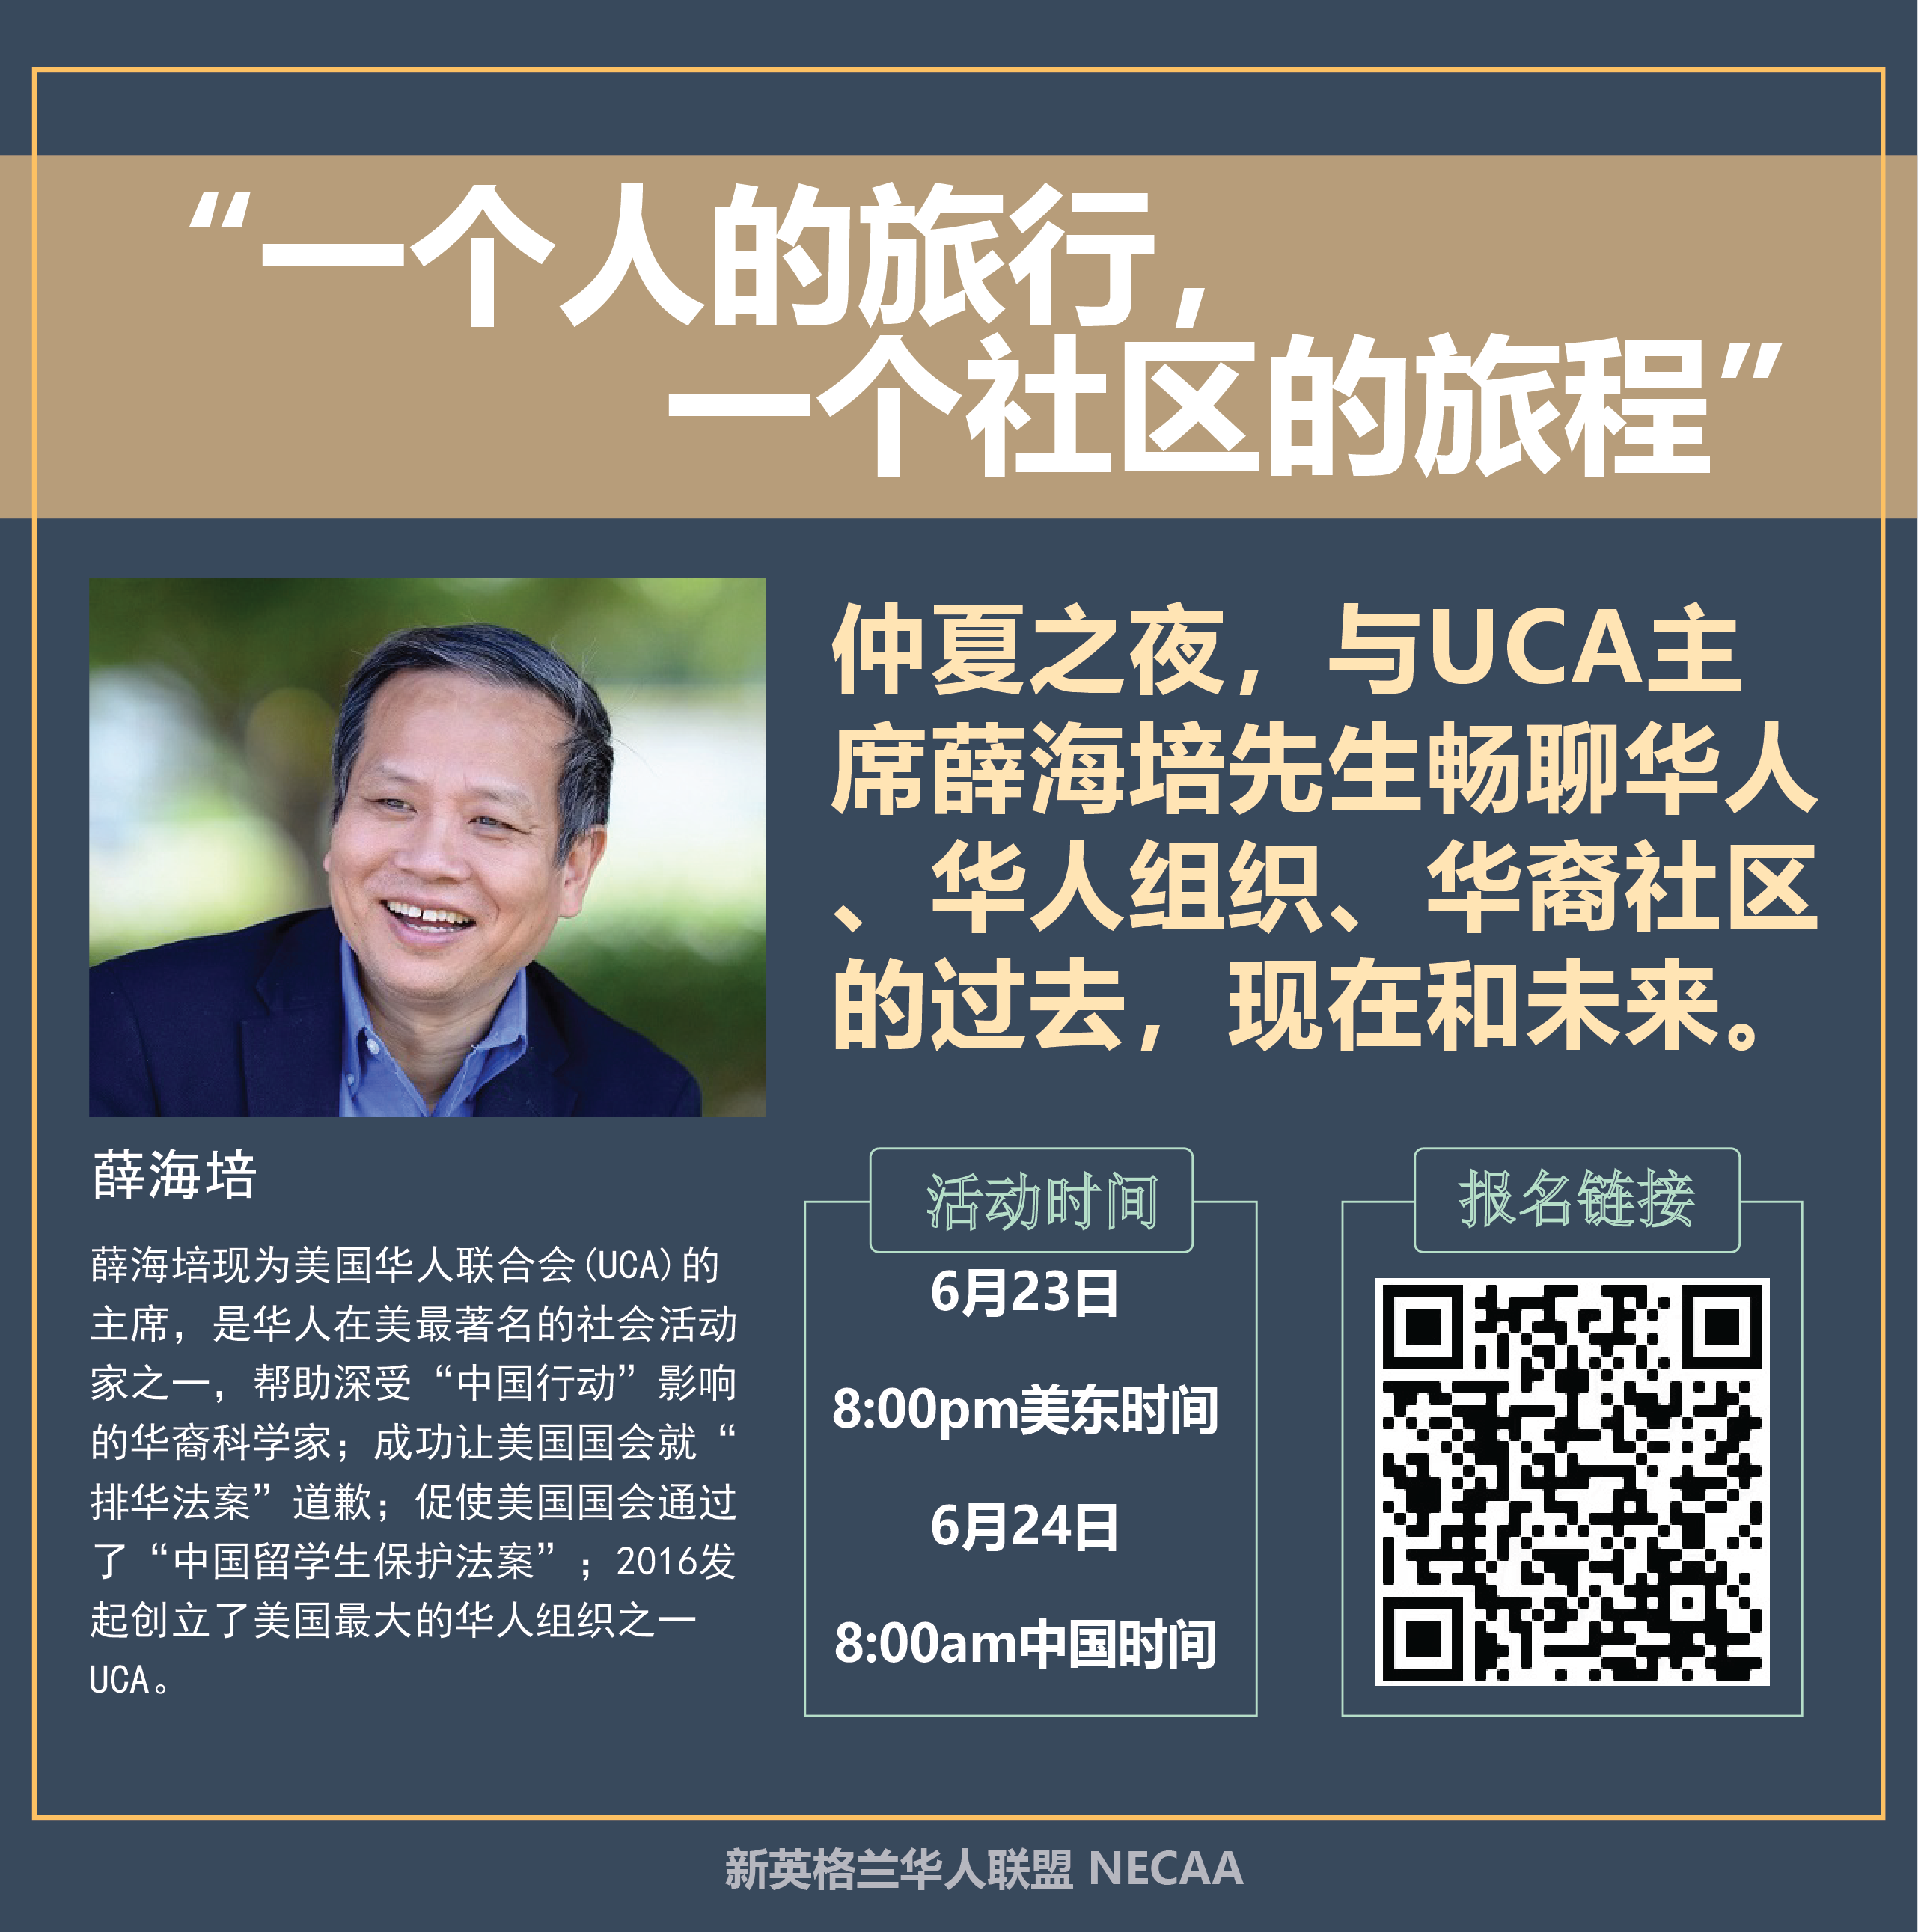 “一个人的旅行,
一个社区的旅程”
仲夏之夜，与UCA主
席薛海培先生畅聊华人
、华人组织、华裔社区
的过去，现在和未来。
薛海培
薛海培现为美国华人联合会(UCA)的
主席，是华人在美最著名的社会活动
家之一，帮助深受“中国行动”影响
的华裔科学家；成功让美国国会就“
排华法案”道歉；促使美国国会通过
了“中国留学生保护法案”；2016发
起创立了美国最大的华人组织之一
UCA。
活动时间
6月23日
8:00pm美东时间
6月24日
8:00am中国时间
报名链接
新英格兰华人联盟 NECAA